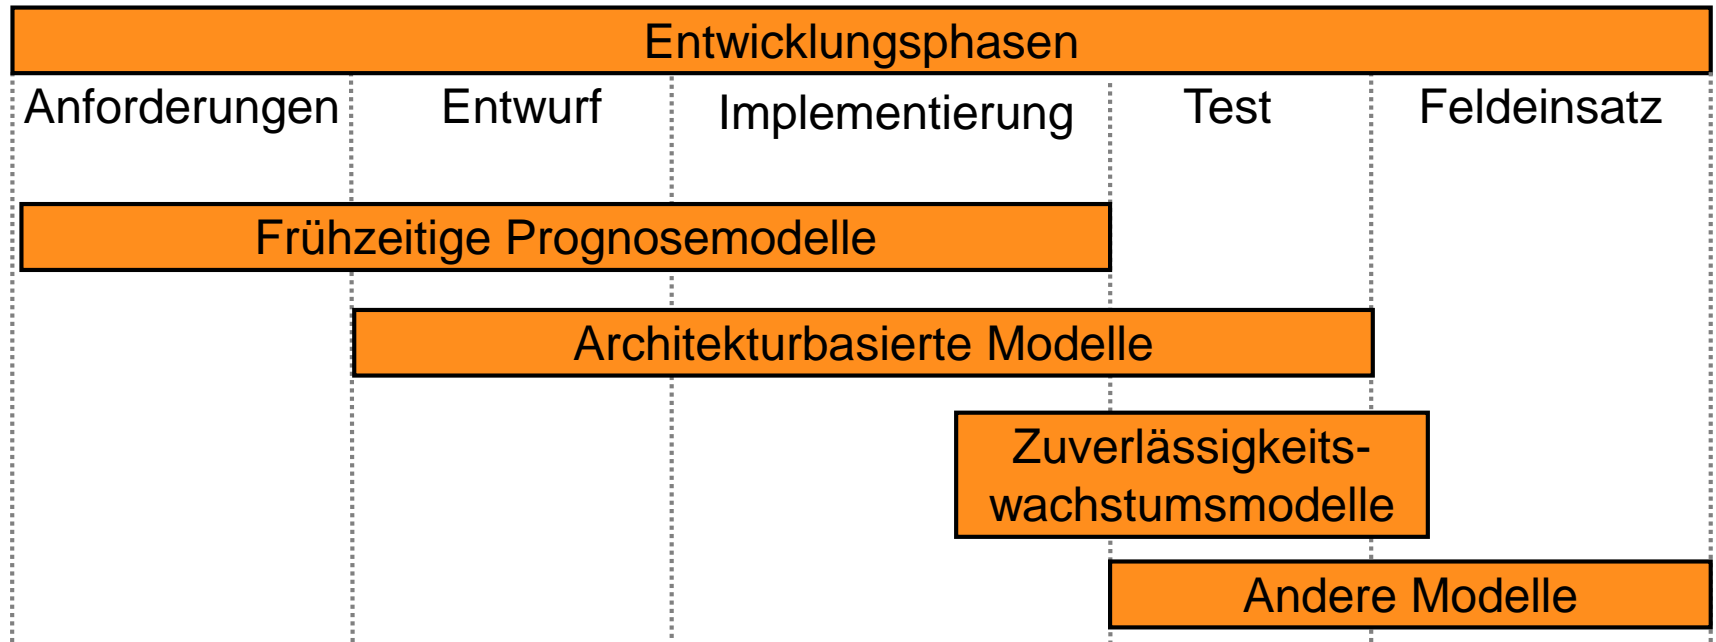 Entwicklungsphasen
Anforderungen
Entwurf
Implementierung
Test
Feldeinsatz
Frühzeitige Prognosemodelle
Architekturbasierte Modelle
Zuverlässigkeits-
wachstumsmodelle
Andere Modelle